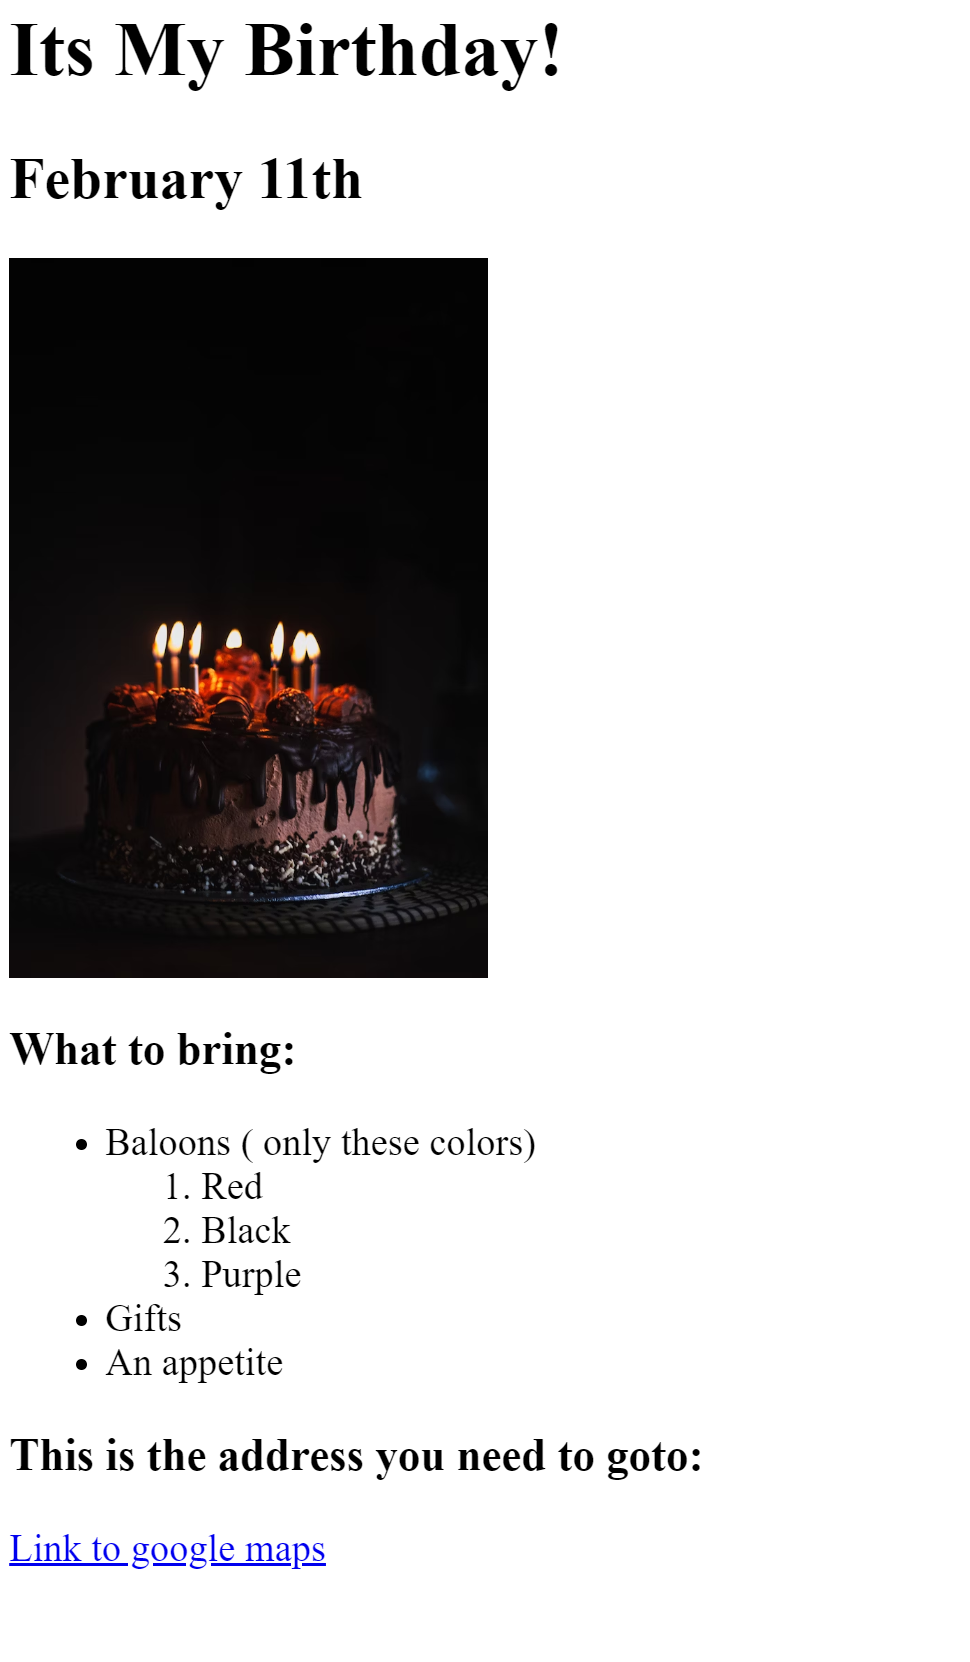 Its My Birthday!
February 11th
What to bring:
• Baloons ( only these colors)
1. Red
2. Black
3. Purple
• Gifts
• An appetite
This is the address you need to goto:
Link to google maps